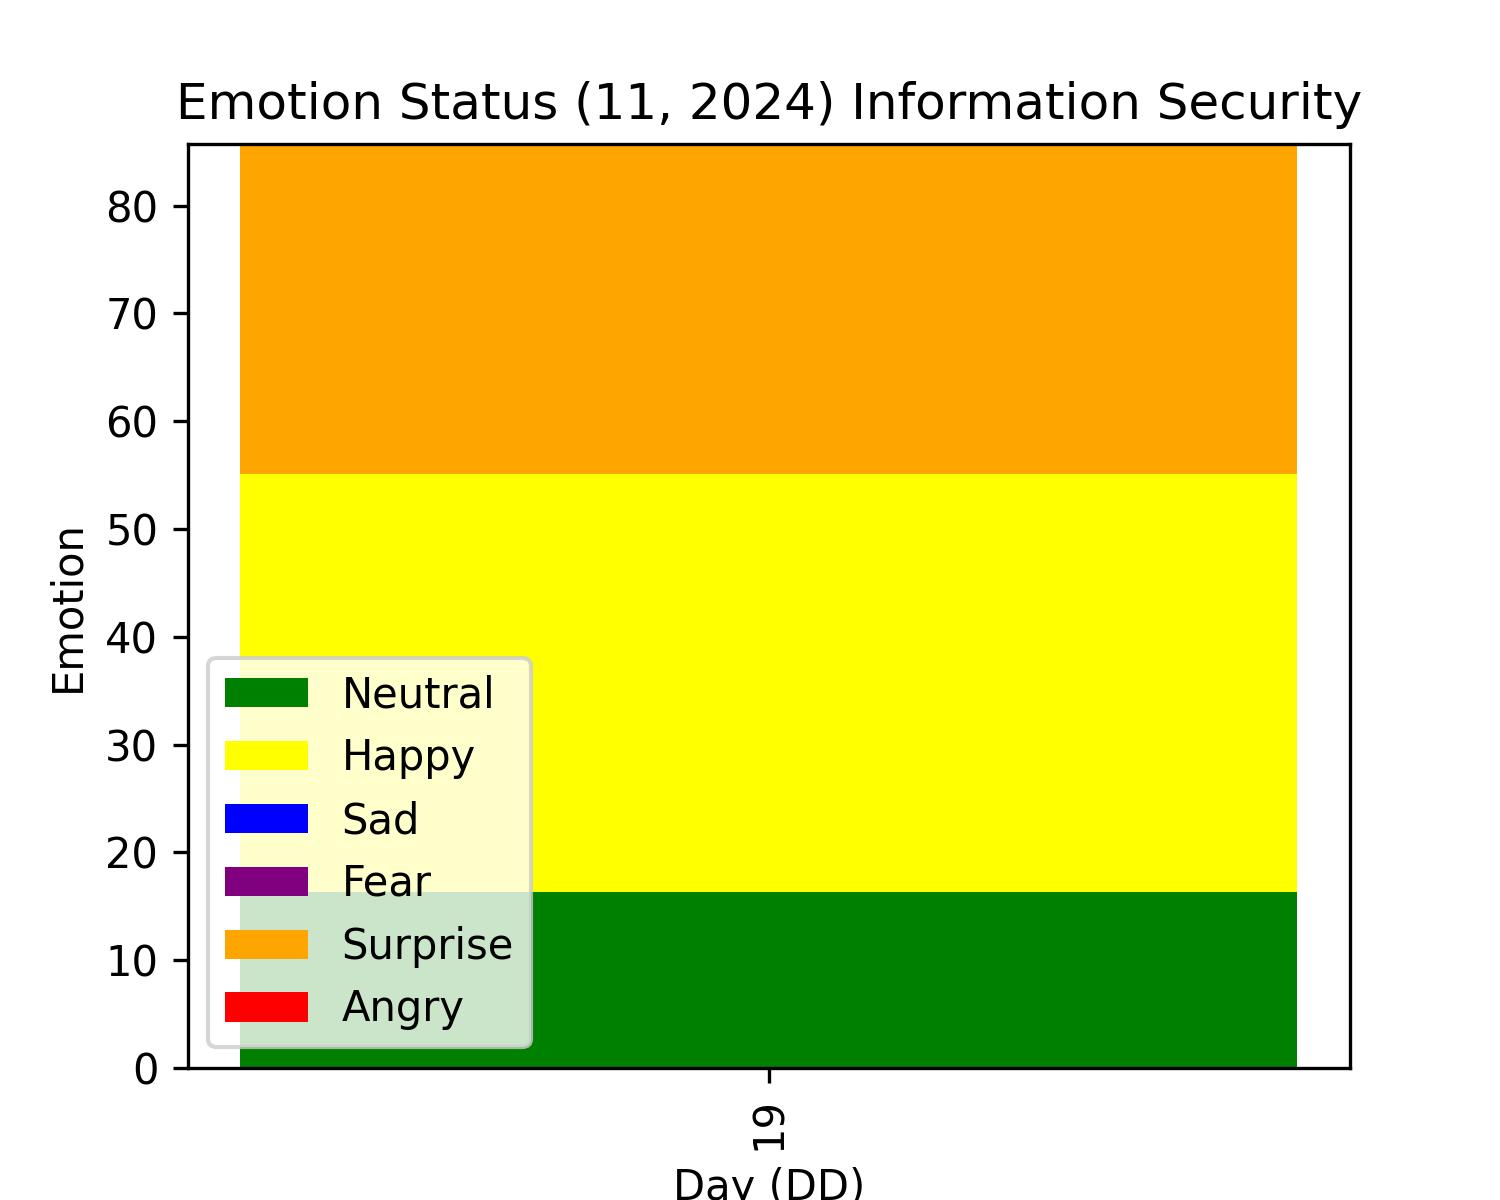 Emotion Status (11, 2024) Information Security
80
70
60
50
40
30
20
10
0
Emotion
Neutral
Happy
Sad
Fear
Surprise
Angry
19
Day (DD)